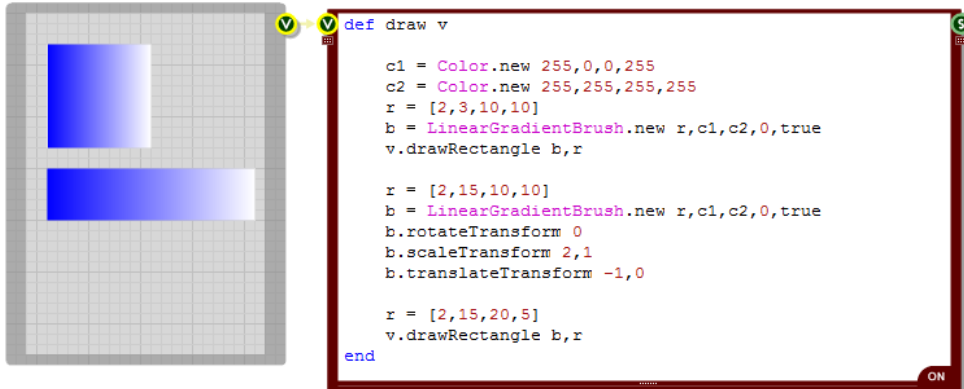 V V def draw v S
c1 = Color.new 255,0,0,255
c2 = Color.new 255,255,255,255
r = [2,3,10,10]
b = LinearGradientBrush.new r,c1,c2,0,true
v.drawRectangle b,r
r = [2,15,10,10]
b = LinearGradientBrush.new r,c1,c2,0,true
b.rotateTransform 0
b.scaleTransform 2,1
b.translateTransform -1,0
r = [2,15,20,5]
v.drawRectangle b,r
end
ON